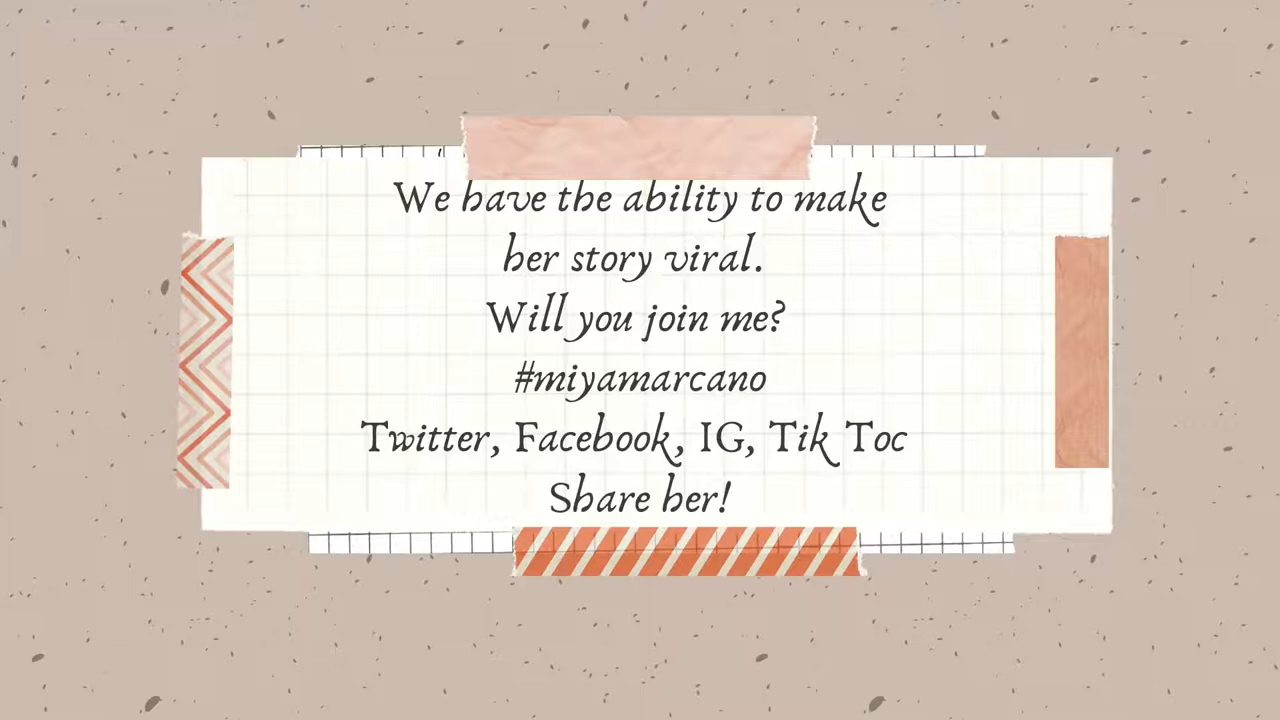 We have the ability to make
her story viral.
Will you join me?
#miyamarcano
Twitter, Facebook, IG, Tik Toc
Share her!